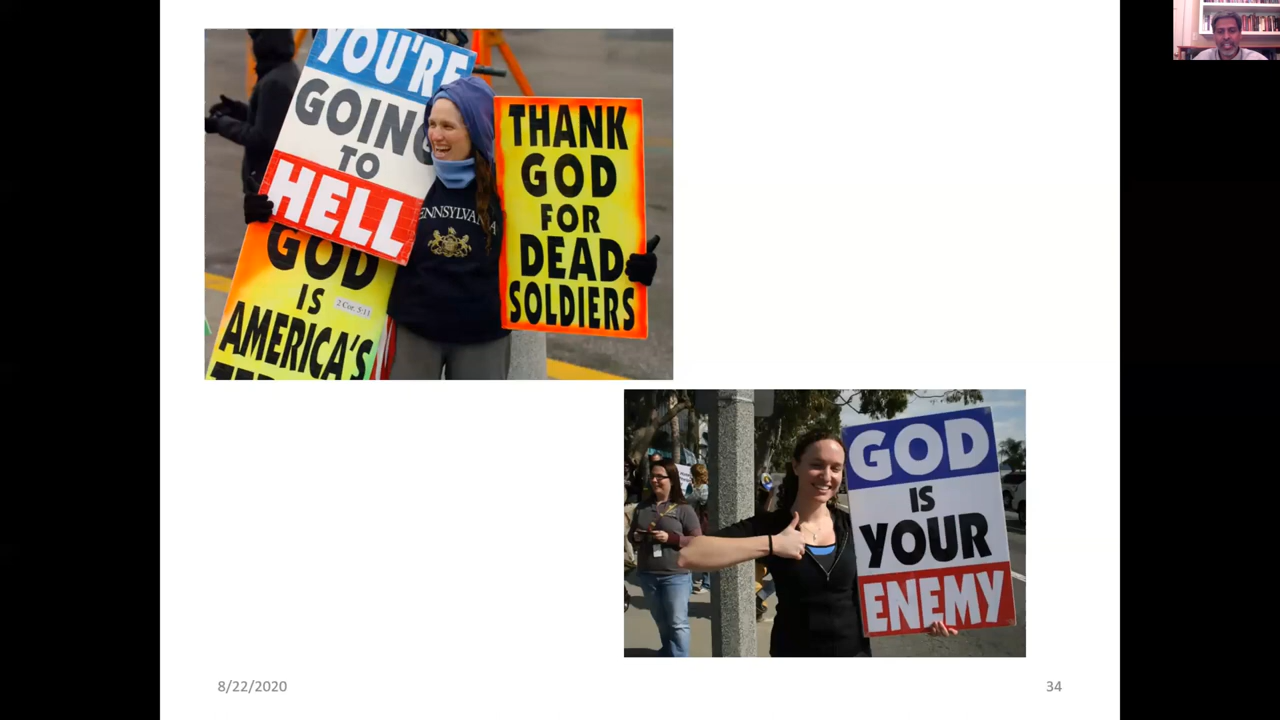 YOU'RE
GOING
TO
HELL
GOD
IS
2 Cor. 5:11
AMERICA'S
THANK
GOD
FOR
DEAD
SOLDIERS
GOD
IS
YOUR
ENEMY
8/22/2020
34